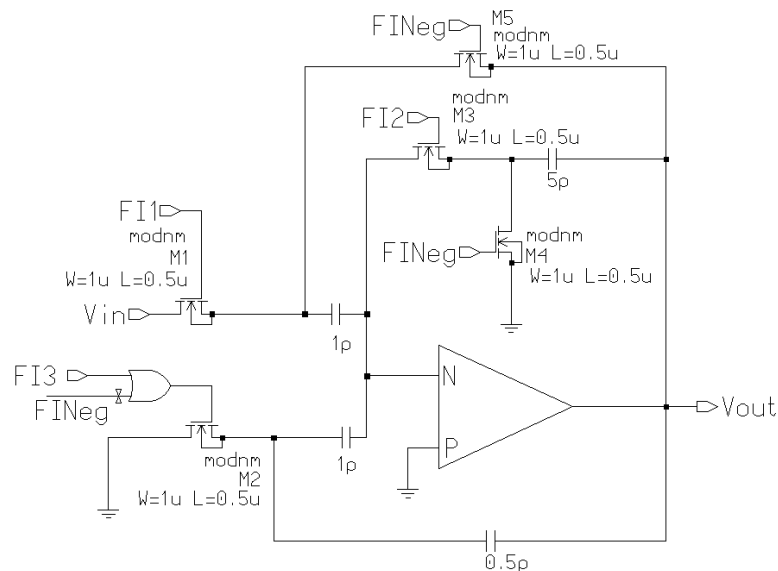 M5
FINeg
modnm
W=1u L=0.5u
modnm
FI2
M3
W=1u L=0.5u
5p
FI1
modnm
M1
W=1u L=0.5u
modnm
FINeg
M4
W=1u L=0.5u
Vin
1p
FI3
FINeg
N
P
Vout
modnm
M2
W=1u L=0.5u
1p
0.5p